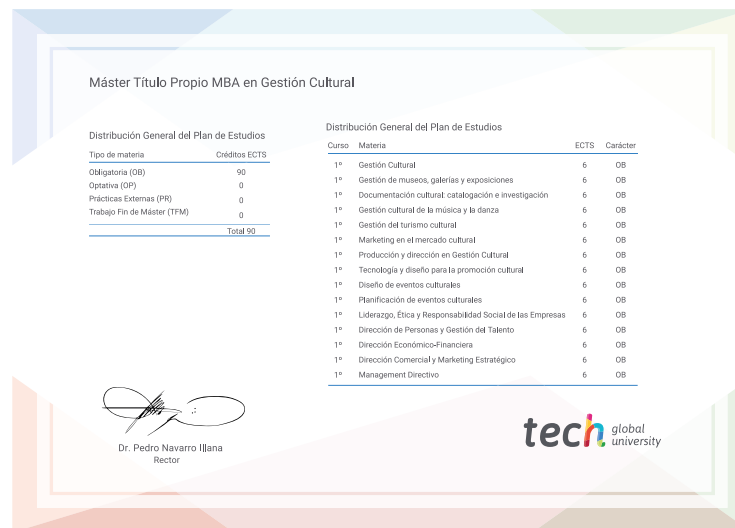 Máster Título Propio MBA en Gestión Cultural
Distribución General del Plan de Estudios
Tipo de materia Créditos ECTS
Obligatoria (OB) 90
Optativa (OP) 0
Prácticas Externas (PR) 0
Trabajo Fin de Máster (TFM) 0
Total 90
Distribución General del Plan de Estudios
Curso Materia ECTS Carácter
1º Gestión Cultural 6 OB
1º Gestión de museos, galerías y exposiciones 6 OB
1º Documentación cultural: catalogación e investigación 6 OB
1º Gestión cultural de la música y la danza 6 OB
1º Gestión del turismo cultural 6 OB
1º Marketing en el mercado cultural 6 OB
1º Producción y dirección en Gestión Cultural 6 OB
1º Tecnología y diseño para la promoción cultural 6 OB
1º Diseño de eventos culturales 6 OB
1º Planificación de eventos culturales 6 OB
1º Liderazgo, Ética y Responsabilidad Social de las Empresas 6 OB
1º Dirección de Personas y Gestión del Talento 6 OB
1º Dirección Económico-Financiera 6 OB
1º Dirección Comercial y Marketing Estratégico 6 OB
1º Management Directivo 6 OB
Dr. Pedro Navarro Illana
Rector
tech global university